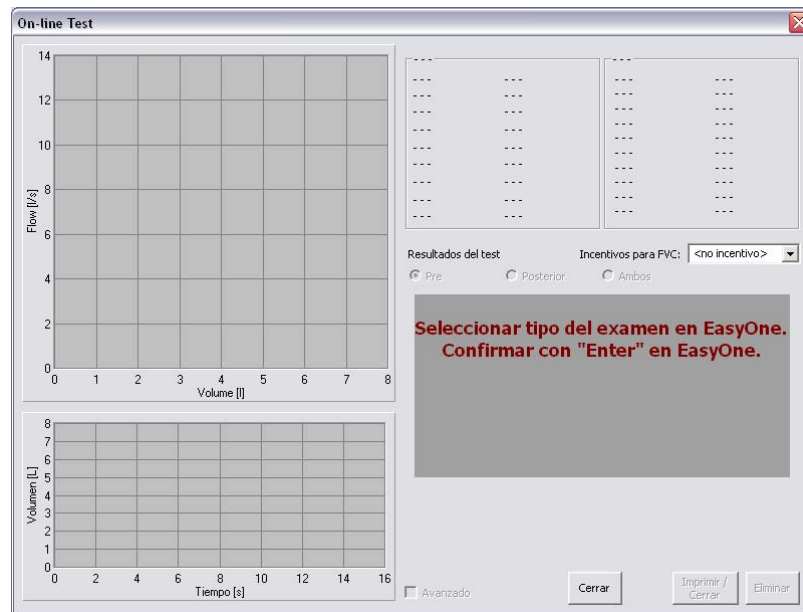 On-line Test
14
12
10
8
6
4
2
0
Flow [l/s]
0 1 2 3 4 5 6 7 8
Volume [l]
8
7
6
5
4
3
2
1
0
Volumen [L]
0 2 4 6 8 10 12 14 16
Tiempo [s]
--- ---
--- --- --- ---
--- --- --- ---
--- --- --- ---
--- --- --- ---
--- --- --- ---
--- --- --- ---
--- --- --- ---
--- --- --- ---
--- --- --- ---
Resultados del test Incentivos para FVC: <no incentivo>
Pre Posterior Ambos
Seleccionar tipo del examen en EasyOne.
Confirmar con "Enter" en EasyOne.
Avanzado Cerrar Imprimir / Cerrar Eliminar